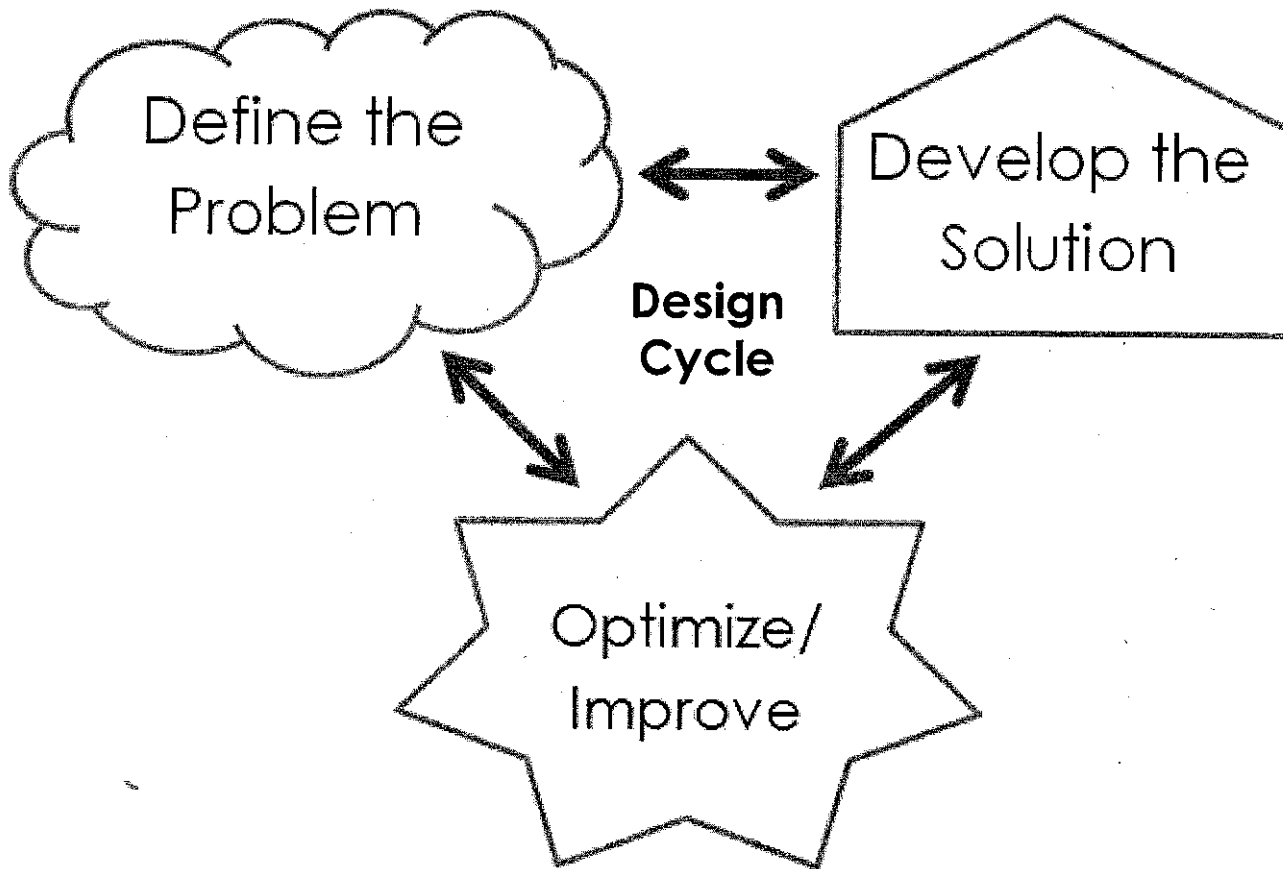 Define the
Problem
Develop the
Solution
Design
Cycle
Optimize/
Improve